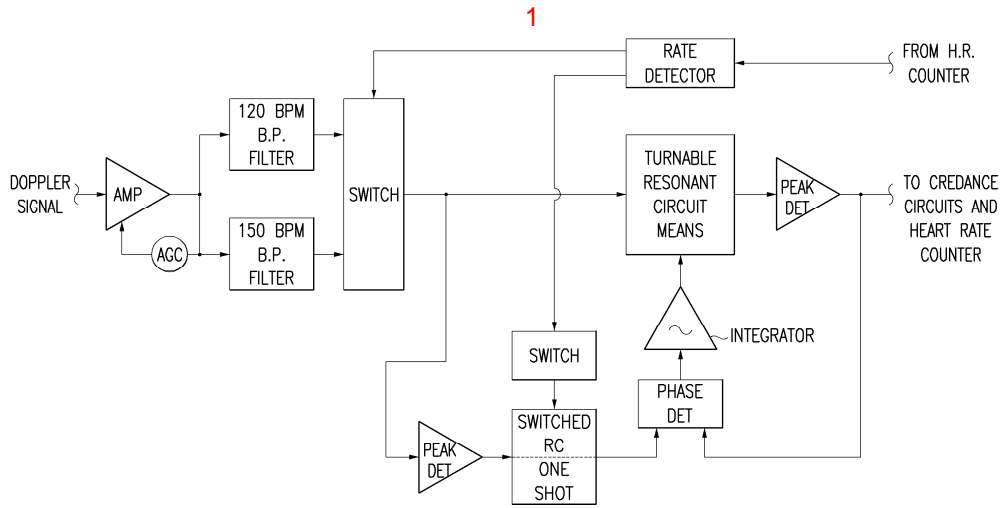 1
RATE
DETECTOR
FROM H.R.
COUNTER
120 BPM
B.P.
FILTER
DOPPLER
SIGNAL
AMP
AGC
150 BPM
B.P.
FILTER
SWITCH
TURNABLE
RESONANT
CIRCUIT
MEANS
PEAK
DET
TO CREDANCE
CIRCUITS AND
HEART RATE
COUNTER
INTEGRATOR
SWITCH
PHASE
DET
PEAK
DET
SWITCHED
RC
ONE
SHOT